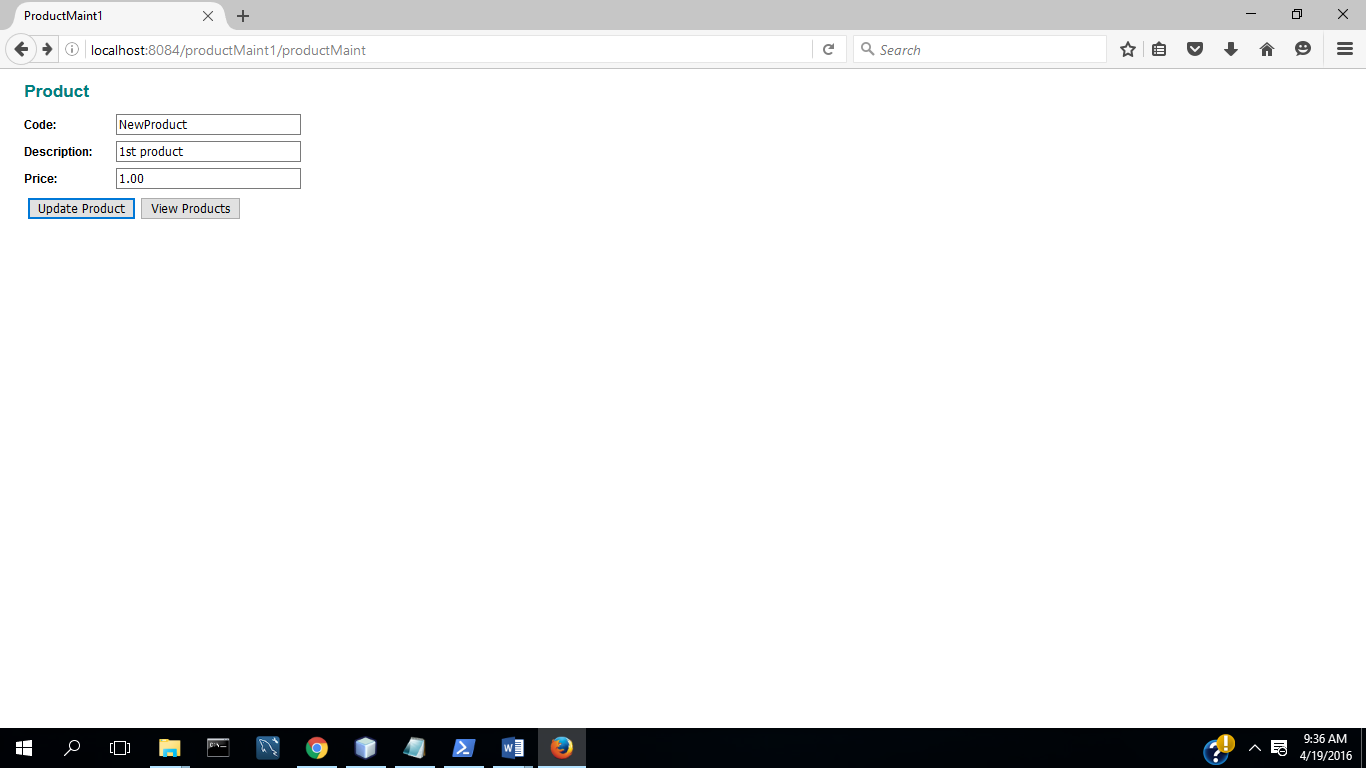 ProductMaint1
localhost:8084/productMaint1/productMaint
Search
Product
Code: NewProduct
Description: 1st product
Price: 1.00
Update Product View Products
9:36 AM
4/19/2016